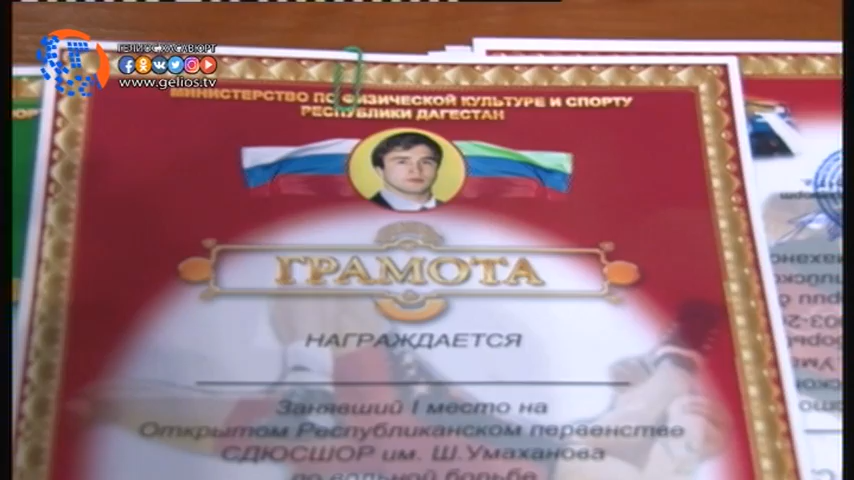 ГЕЛИОС ХАСАВЮРТ
www.gelios.tv
МИНИСТЕРСТВО ПО ФИЗИЧЕСКОЙ КУЛЬТУРЕ И СПОРТУ
РЕСПУБЛИКИ ДАГЕСТАН
ГРАМОТА
НАГРАЖДАЕТСЯ
Занявший I место на
Открытом Республиканском первенстве
СДЮСШОР им. Ш.Умаханова
по вольной борьбе